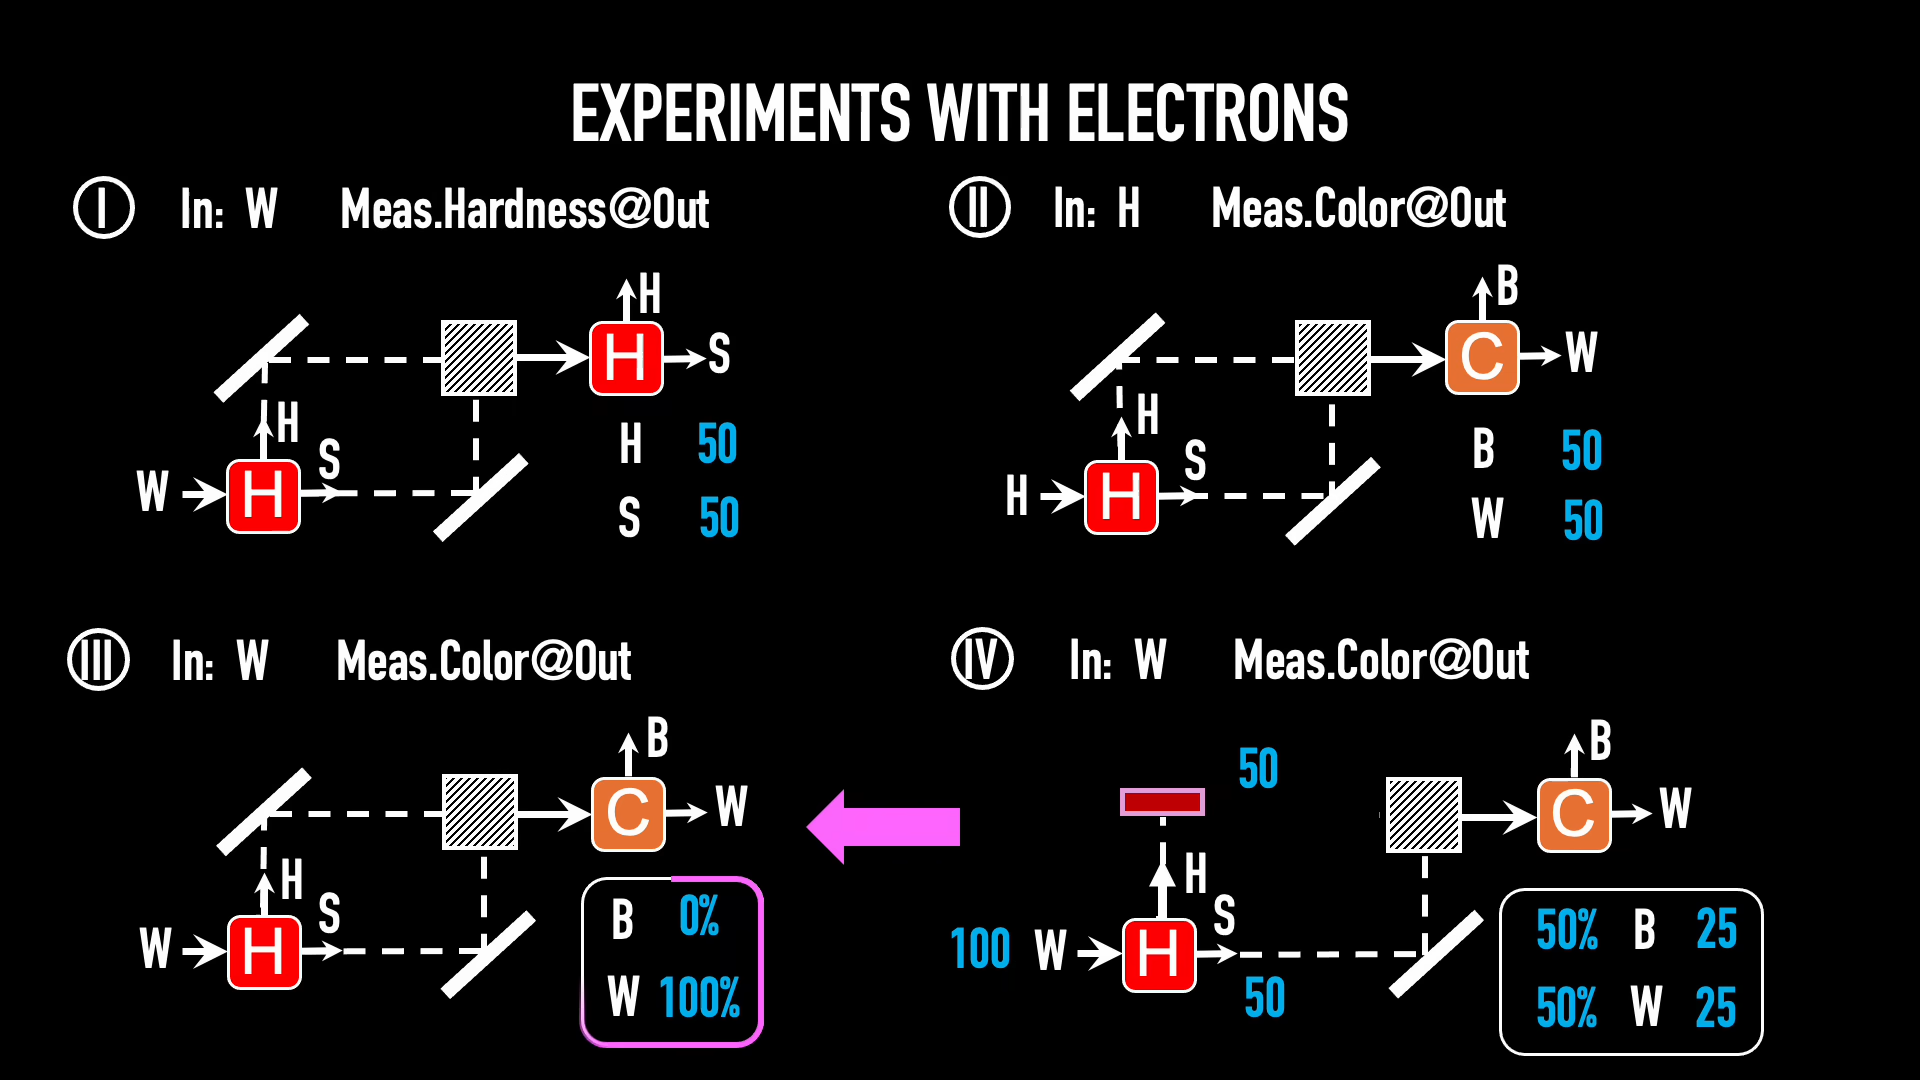 EXPERIMENTS WITH ELECTRONS
I In: W Meas.Hardness@Out
H
H S
H
S
W H
H 50
S 50
II In: H Meas.Color@Out
B
C W
H
S
H H
B 50
W 50
III In: W Meas.Color@Out
B
C W
H
S
W H
B 0%
W 100%
IV In: W Meas.Color@Out
B
50
C W
H
S
100 W H
50
50% B 25
50% W 25